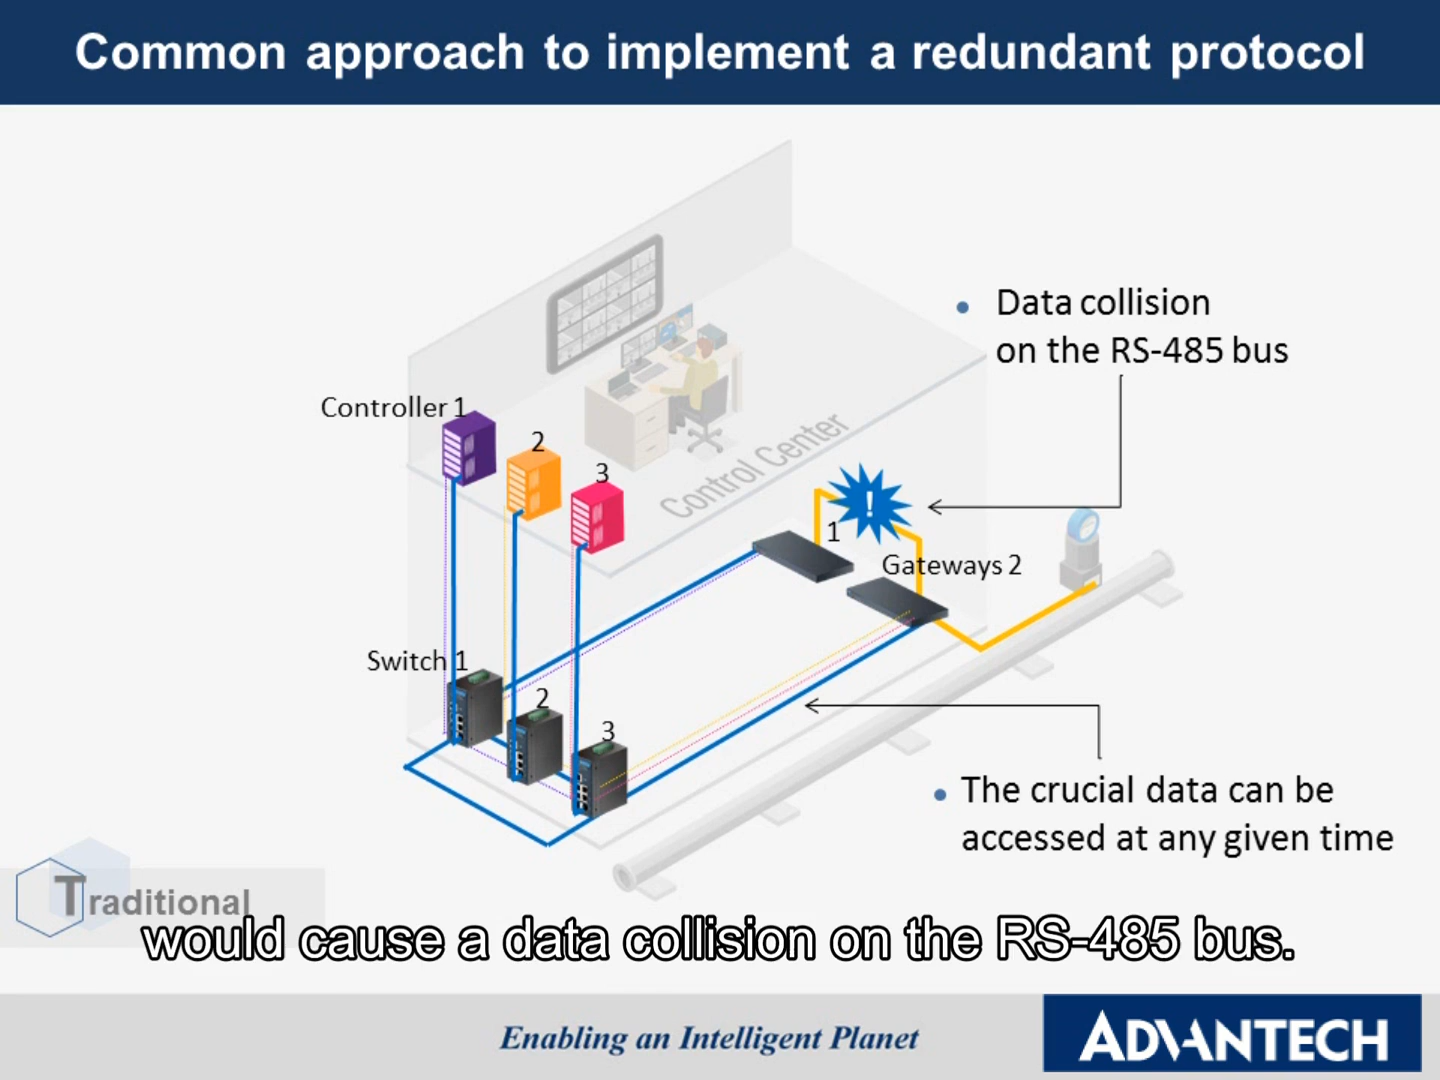 Common approach to implement a redundant protocol
Data collision
on the RS-485 bus
Controller 1
2
3
Control Center
!
1
Gateways 2
Switch 1
2
3
The crucial data can be
accessed at any given time
Traditional
would cause a data collision on the RS-485 bus.
Enabling an Intelligent Planet
ADVANTECH